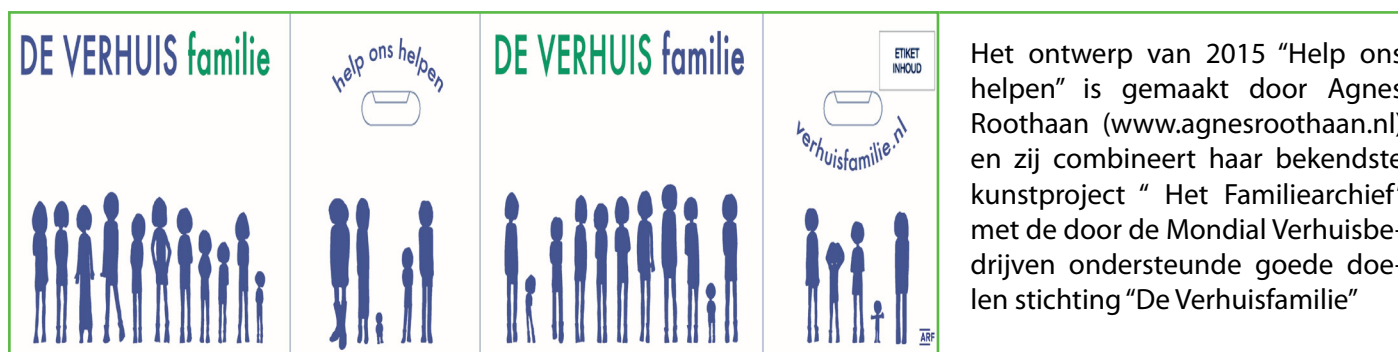 DE VERHUIS familie
help ons helpen
DE VERHUIS familie
ETIKET
INHOUD
verhuisfamilie.nl
ARF
Het ontwerp van 2015 “Help ons
helpen” is gemaakt door Agnes
Roothaan (www.agnesroothaan.nl)
en zij combineert haar bekendste
kunstproject “ Het Familiearchief”
met de door de Mondial Verhuisbe-
drijven ondersteunde goede doe-
len stichting “De Verhuisfamilie”